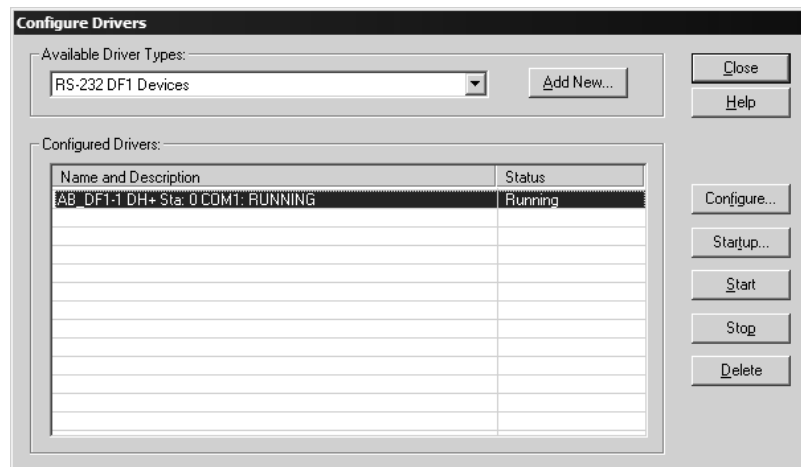 Configure Drivers
Available Driver Types:
RS-232 DF1 Devices
Add New...
Close
Help
Configured Drivers:
Name and Description
Status
AB_DF1-1 DH+ Sta: 0 COM1: RUNNING
Running
Configure...
Startup...
Start
Stop
Delete